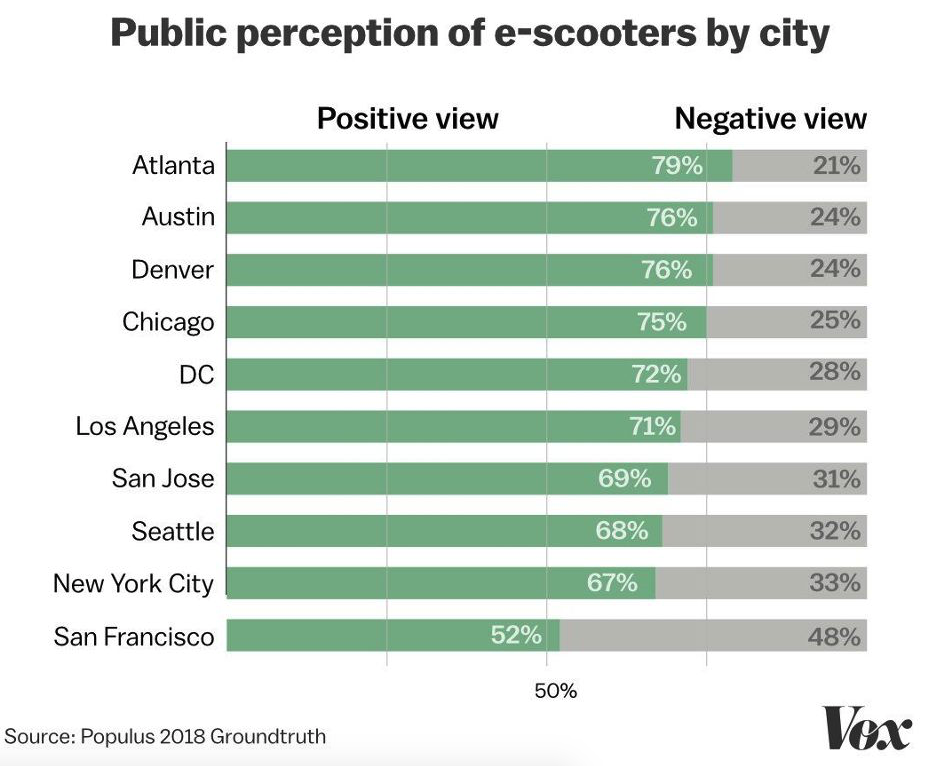 Public perception of e-scooters by city
Positive view Negative view
Atlanta 79% 21%
Austin 76% 24%
Denver 76% 24%
Chicago 75% 25%
DC 72% 28%
Los Angeles 71% 29%
San Jose 69% 31%
Seattle 68% 32%
New York City 67% 33%
San Francisco 52% 48%
50%
Source: Populus 2018 Groundtruth
Vox